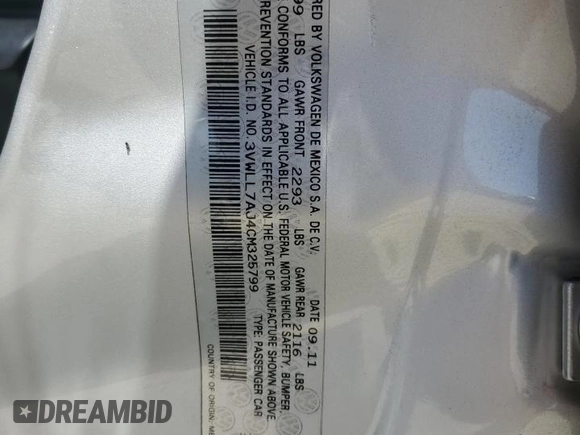 RED BY VOLKSWAGEN DE MEXICO S.A. DE C.V. DATE 09.11
99 LBS GAWR FRONT 2293 LBS GAWR REAR 2116 LBS
CONFORMS TO ALL APPLICABLE U.S. FEDERAL MOTOR VEHICLE SAFETY, BUMPER
REVENTION STANDARDS IN EFFECT ON THE DATE OF MANUFACTURE SHOWN ABOVE.
VEHICLE I.D. NO. 3VWLL7AJ4CM325799 TYPE: PASSENGER CAR
COUNTRY OF ORIGIN: ME
DREAMBID